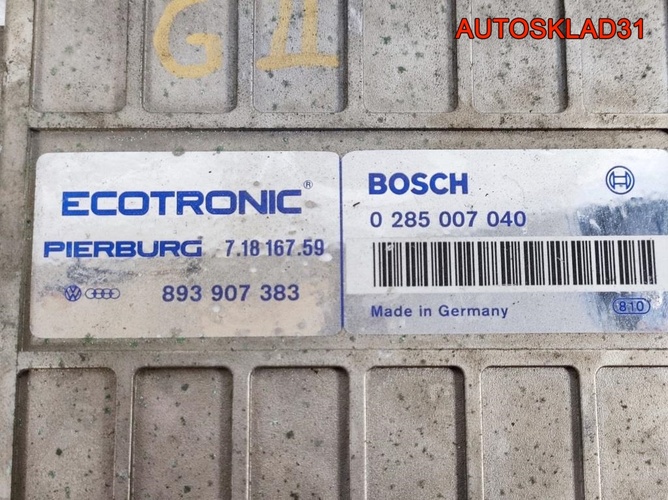 AUTOSKLAD31
G II
ECOTRONIC®
PIERBURG 7.18 167.59
893 907 383
BOSCH
0 285 007 040
Made in Germany
810